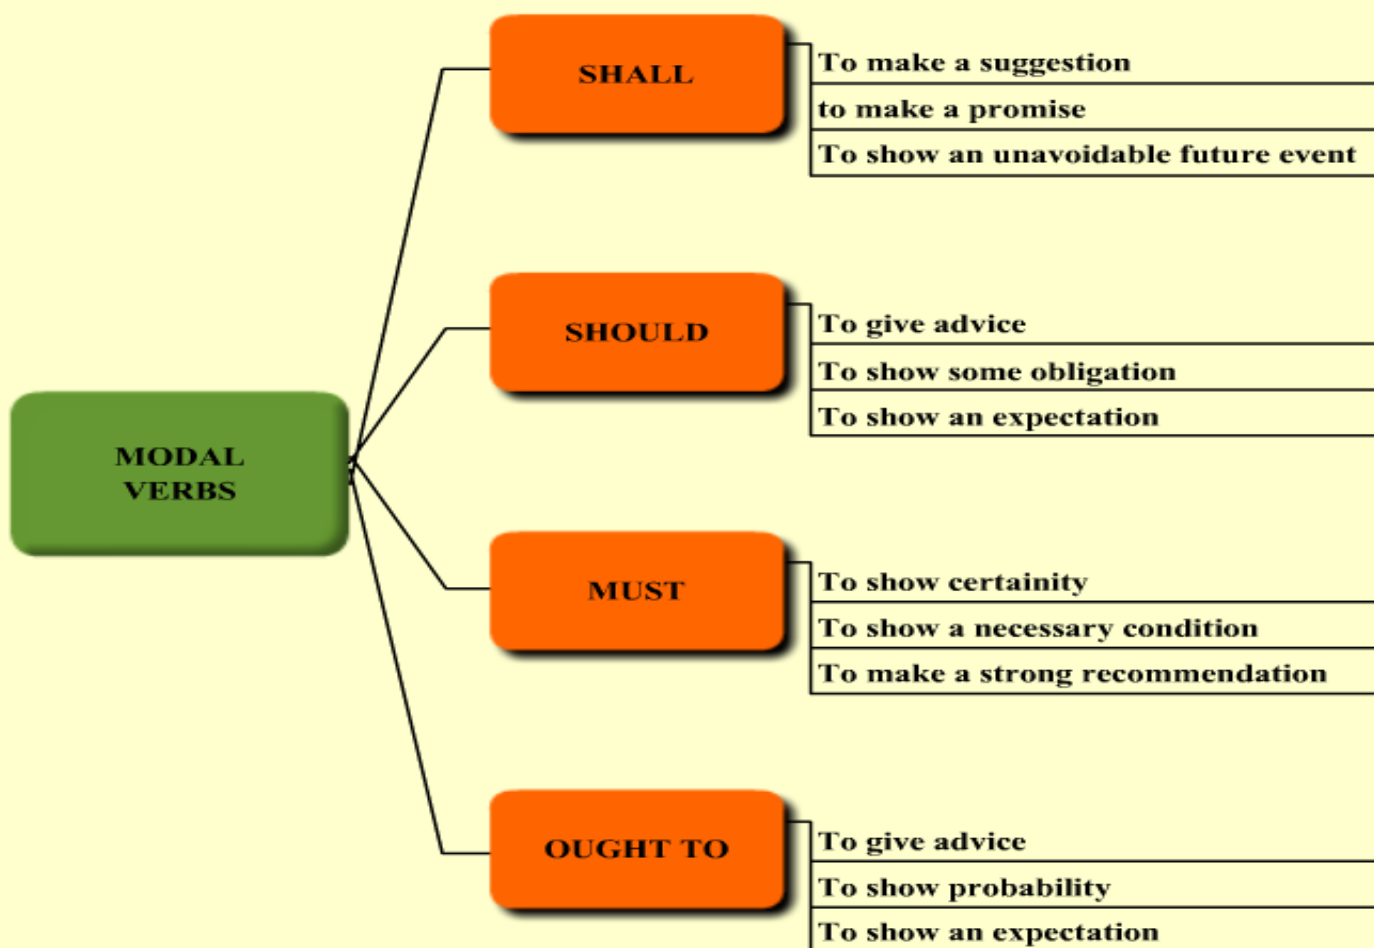 SHALL
To make a suggestion
to make a promise
To show an unavoidable future event
SHOULD
To give advice
To show some obligation
To show an expectation
MODAL
VERBS
MUST
To show certainity
To show a necessary condition
To make a strong recommendation
OUGHT TO
To give advice
To show probability
To show an expectation